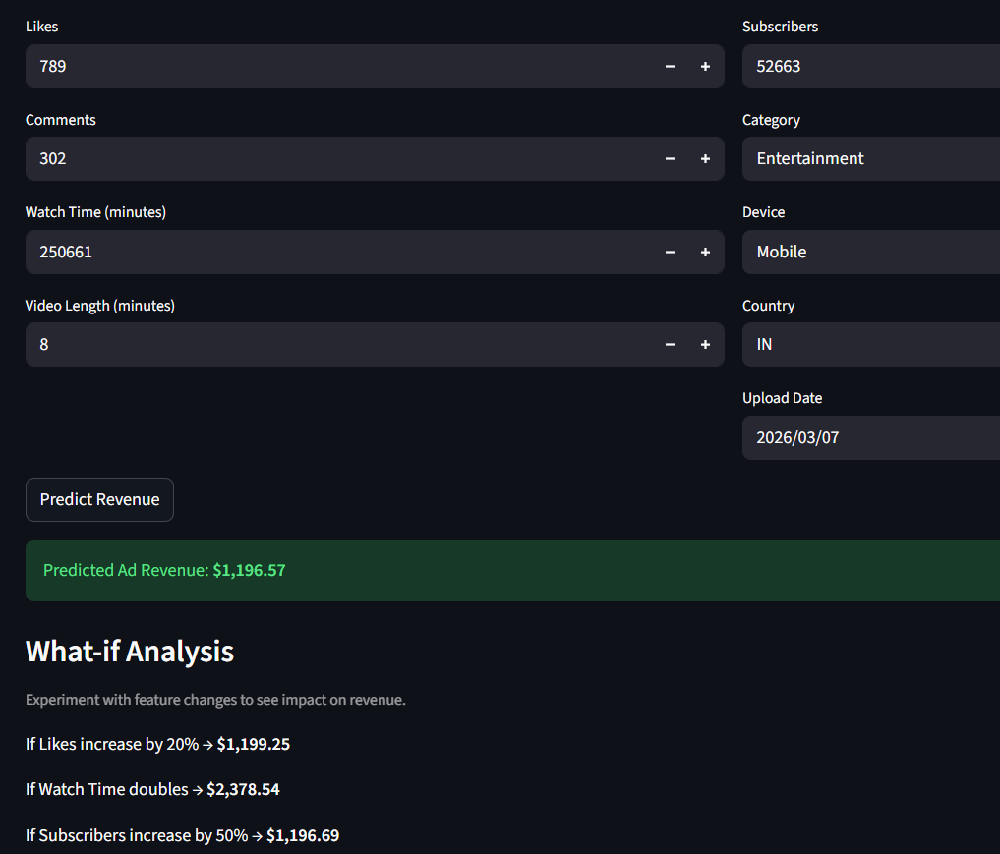 Likes
789
Comments
302
Watch Time (minutes)
250661
Video Length (minutes)
8
Subscribers
52663
Category
Entertainment
Device
Mobile
Country
IN
Upload Date
2026/03/07
Predict Revenue
Predicted Ad Revenue: $1,196.57
What-if Analysis
Experiment with feature changes to see impact on revenue.
If Likes increase by 20% → $1,199.25
If Watch Time doubles → $2,378.54
If Subscribers increase by 50% → $1,196.69